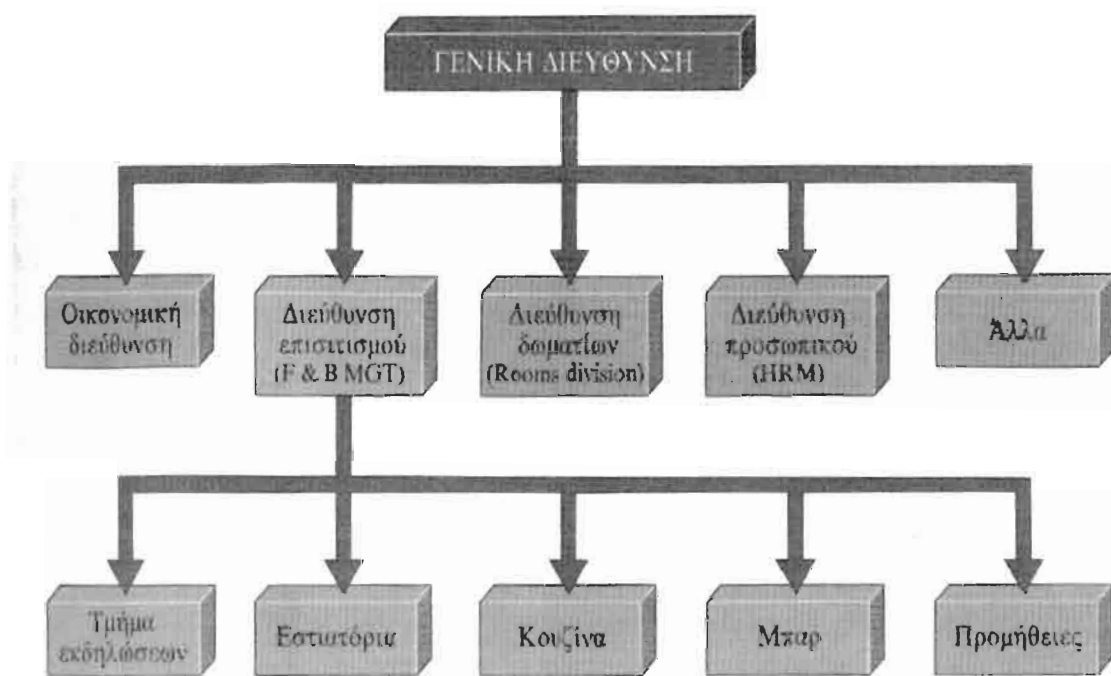 ΓΕΝΙΚΗ ΔΙΕΥΘΥΝΣΗ
Οικονομική
διεύθυνση
Διεύθυνση
επισιτισμού
(F & B MGT)
Διεύθυνση
δωματίων
(Rooms division)
Διεύθυνση
προσωπικού
(HRM)
Άλλα
Τμήμα
εκδηλώσεων
Εστιατόρια
Κουζίνα
Μπαρ
Προμήθειες